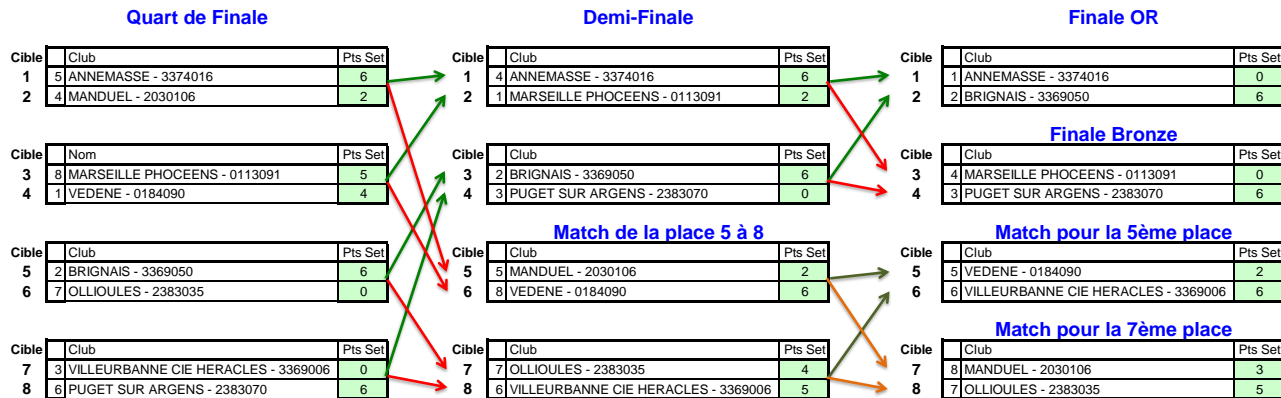 Quart de Finale Demi-Finale Finale OR
Cible Club Pts Set Cible Club Pts Set Cible Club Pts Set
1 5 ANNEMASSE - 3374016 6 1 4 ANNEMASSE - 3374016 6 1 1 ANNEMASSE - 3374016 0
2 4 MANDUEL - 2030106 2 2 1 MARSEILLE PHOCEENS - 0113091 2 2 2 BRIGNAIS - 3369050 6
Finale Bronze
Cible Nom Pts Set Cible Club Pts Set Cible Club Pts Set
3 8 MARSEILLE PHOCEENS - 0113091 5 3 2 BRIGNAIS - 3369050 6 3 4 MARSEILLE PHOCEENS - 0113091 0
4 1 VEDENE - 0184090 4 4 3 PUGET SUR ARGENS - 2383070 0 4 3 PUGET SUR ARGENS - 2383070 6
Match de la place 5 à 8 Match pour la 5ème place
Cible Club Pts Set Cible Club Pts Set Cible Club Pts Set
5 2 BRIGNAIS - 3369050 6 5 5 MANDUEL - 2030106 2 5 5 VEDENE - 0184090 2
6 7 OLLIOULES - 2383035 0 6 8 VEDENE - 0184090 6 6 6 VILLEURBANNE CIE HERACLES - 3369006 6
Match pour la 7ème place
Cible Club Pts Set Cible Club Pts Set Cible Club Pts Set
7 3 VILLEURBANNE CIE HERACLES - 3369006 0 7 7 OLLIOULES - 2383035 4 7 8 MANDUEL - 2030106 3
8 6 PUGET SUR ARGENS - 2383070 6 8 6 VILLEURBANNE CIE HERACLES - 3369006 5 8 7 OLLIOULES - 2383035 5